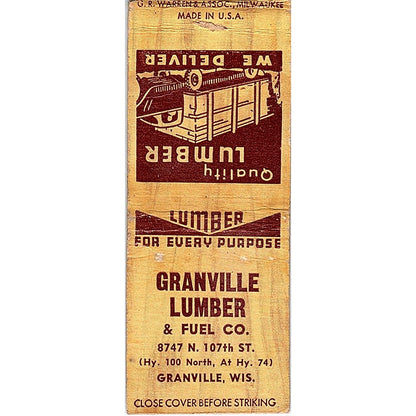 G. R. WARREN & ASSOC., MILWAUKEE
MADE IN U.S.A.
WE DELIVER
LUMBER
Quality
LUMBER
FOR EVERY PURPOSE
GRANVILLE
LUMBER
& FUEL CO.
8747 N. 107th ST.
(Hy. 100 North, At Hy. 74)
GRANVILLE, WIS.
CLOSE COVER BEFORE STRIKING